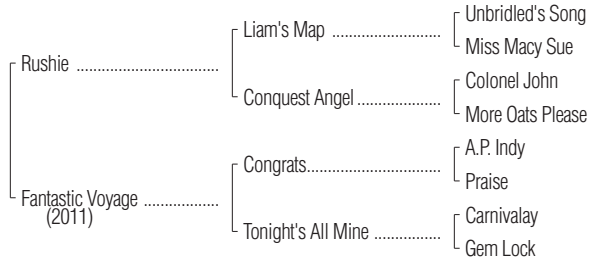 Unbridled's Song
Liam's Map ....................
Miss Macy Sue
Rushie ..........................
Colonel John
Conquest Angel ...............
More Oats Please
A.P. Indy
Congrats.........................
Praise
Fantastic Voyage .............
(2011)
Carnivalay
Tonight's All Mine ............
Gem Lock